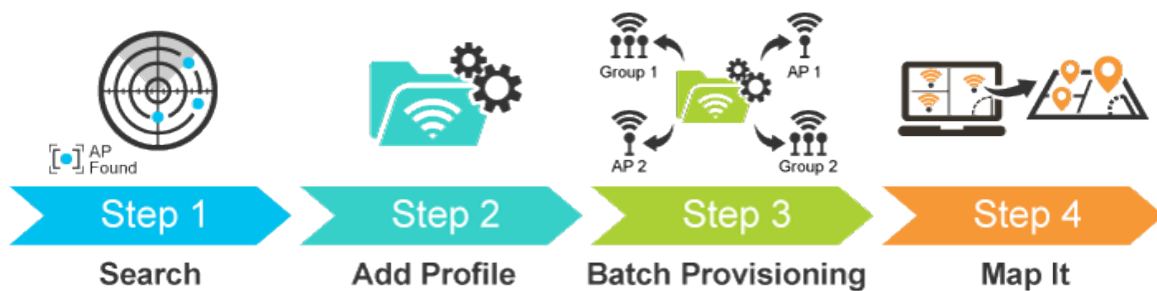 AP
Found
Group 1
AP 1
AP 2
Group 2
Step 1
Step 2
Step 3
Step 4
Search
Add Profile
Batch Provisioning
Map It